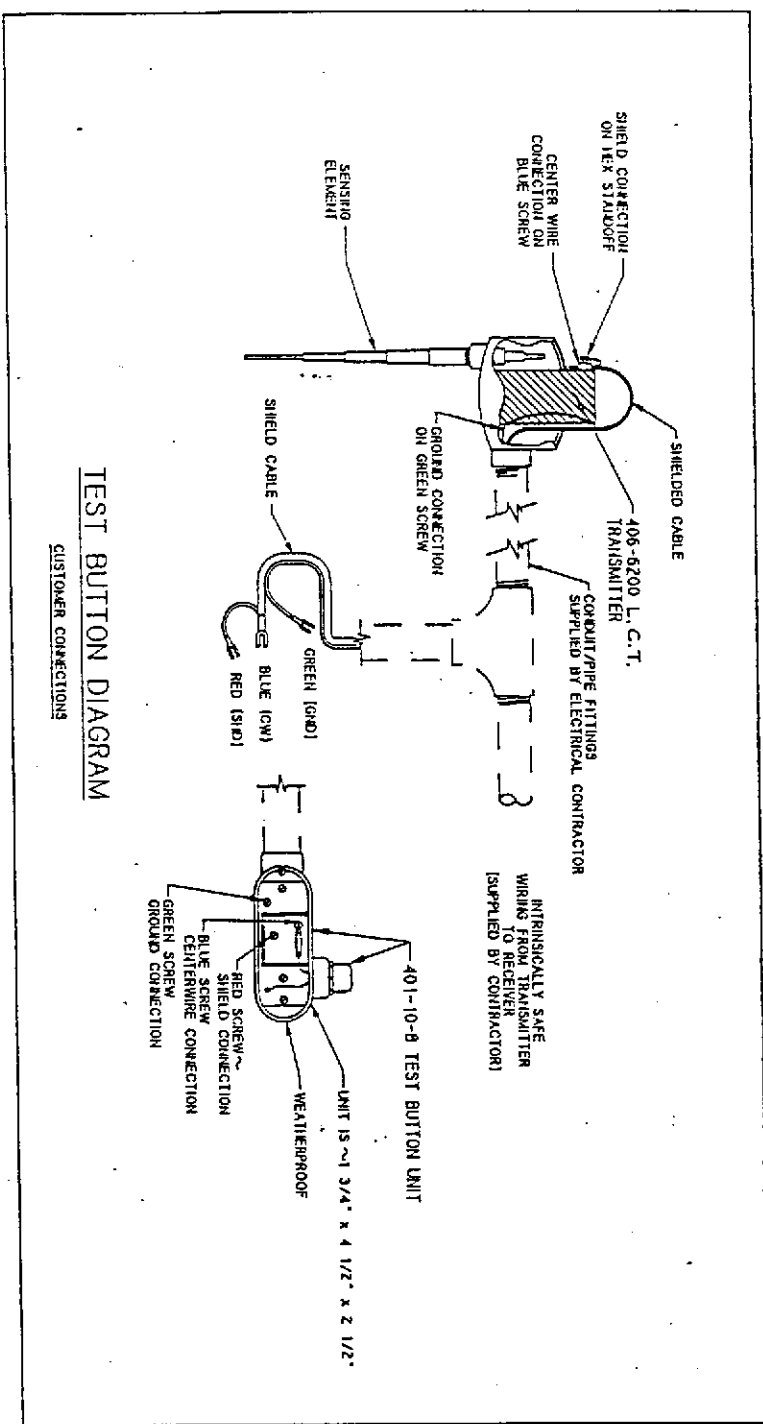 SHIELD CONNECTION
ON HEX STANDOFF
CENTER WIRE
CONNECTION ON
BLUE SCREW
SENSING
ELEMENT
SHIELDED CABLE
406-6200 L.C.T.
TRANSMITTER
GROUND CONNECTION
ON GREEN SCREW
CONDUIT/PIPE FITTINGS
SUPPLIED BY ELECTRICAL CONTRACTOR
SHIELD CABLE
GREEN [GND]
BLUE (CW)
RED [SHD]
INTRINSICALLY SAFE
WIRING FROM TRANSMITTER
TO RECEIVER
[SUPPLIED BY CONTRACTOR]
401-10-B TEST BUTTON UNIT
UNIT IS ~1 3/4" x 4 1/2" x 2 1/2"
WEATHERPROOF
RED SCREW~
SHIELD CONNECTION
BLUE SCREW
CENTERWIRE CONNECTION
GREEN SCREW
GROUND CONNECTION
TEST BUTTON DIAGRAM
CUSTOMER CONNECTIONS